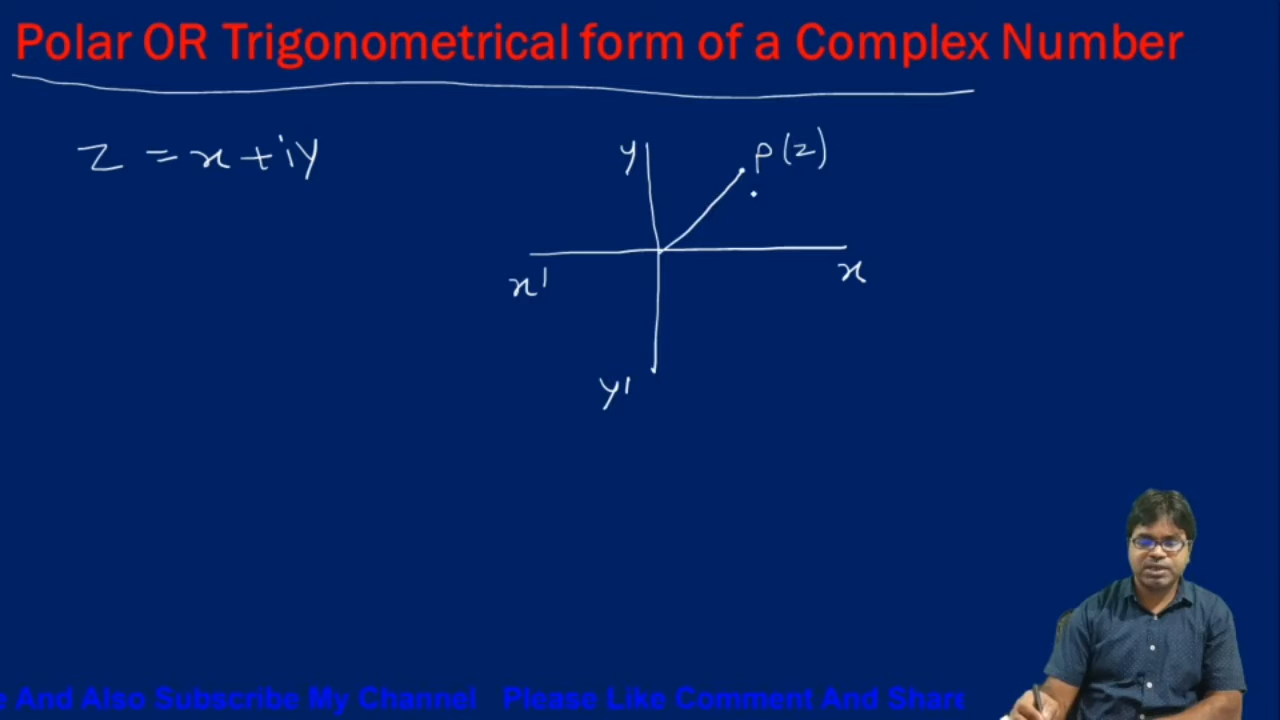 Polar OR Trigonometrical form of a Complex Number
z = x + iy
y
P(z)
x'
x
y'
e And Also Subscribe My Channel Please Like Comment And Share